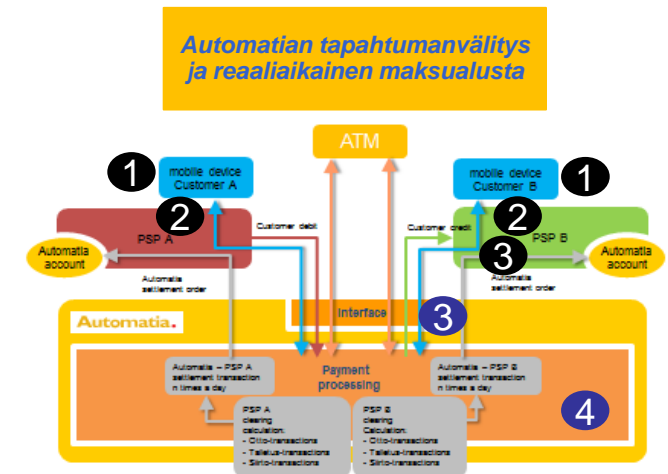 Automatian tapahtumanvälitys
ja reaaliaikainen maksualusta
ATM
1
mobile device
Customer A
mobile device
Customer B
1
2
2
PSP A
Customer debit
Customer credit
PSP B
3
Automatia
account
Automatia
account
Automatia
settlement order
Automatia
settlement order
Interface
3
Automatia.
Automatia – PSP A
settlement transaction
n times a day
Payment
processing
Automatia – PSP B
settlement transaction
n times a day
4
PSP A
clearing
calculation:
- Otto-transactions
- Talletus-transactions
- Siirto-transactions
PSP B
clearing
Calculation:
- Otto-transactions
- Talletus-transactions
- Siirto-transactions